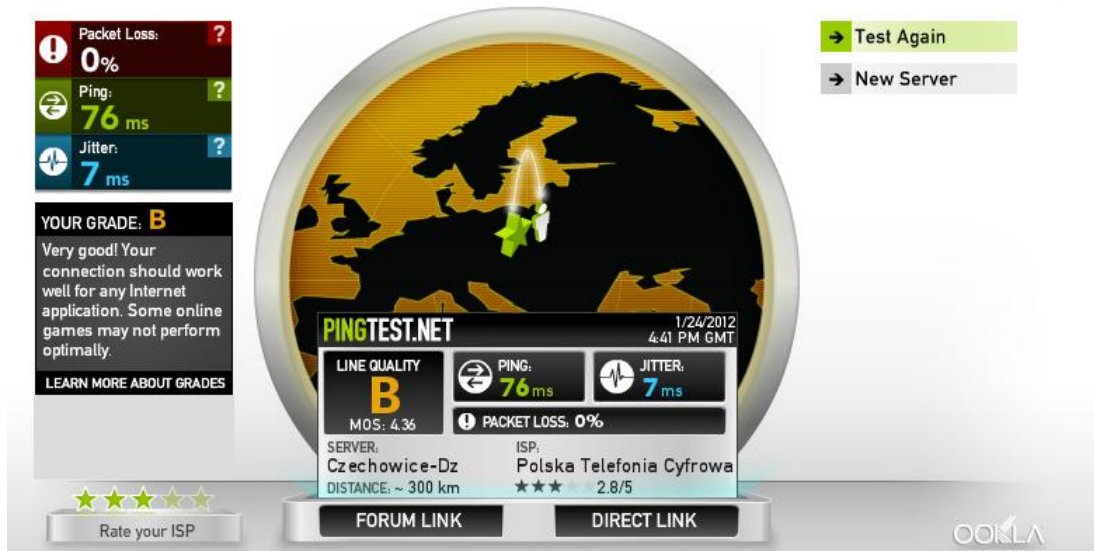 Packet Loss: ?
0%
Ping: ?
76 ms
Jitter: ?
7 ms
YOUR GRADE: B
Very good! Your
connection should work
well for any Internet
application. Some online
games may not perform
optimally.
LEARN MORE ABOUT GRADES
Rate your ISP
PINGTEST.NET
1/24/2012
4:41 PM GMT
LINE QUALITY
B
MOS: 4.36
PING:
76 ms
JITTER:
7 ms
PACKET LOSS: 0%
SERVER:
Czechowice-Dz
DISTANCE: ~ 300 km
ISP:
Polska Telefonia Cyfrowa
2.8/5
FORUM LINK
DIRECT LINK
Test Again
New Server
OOKLA